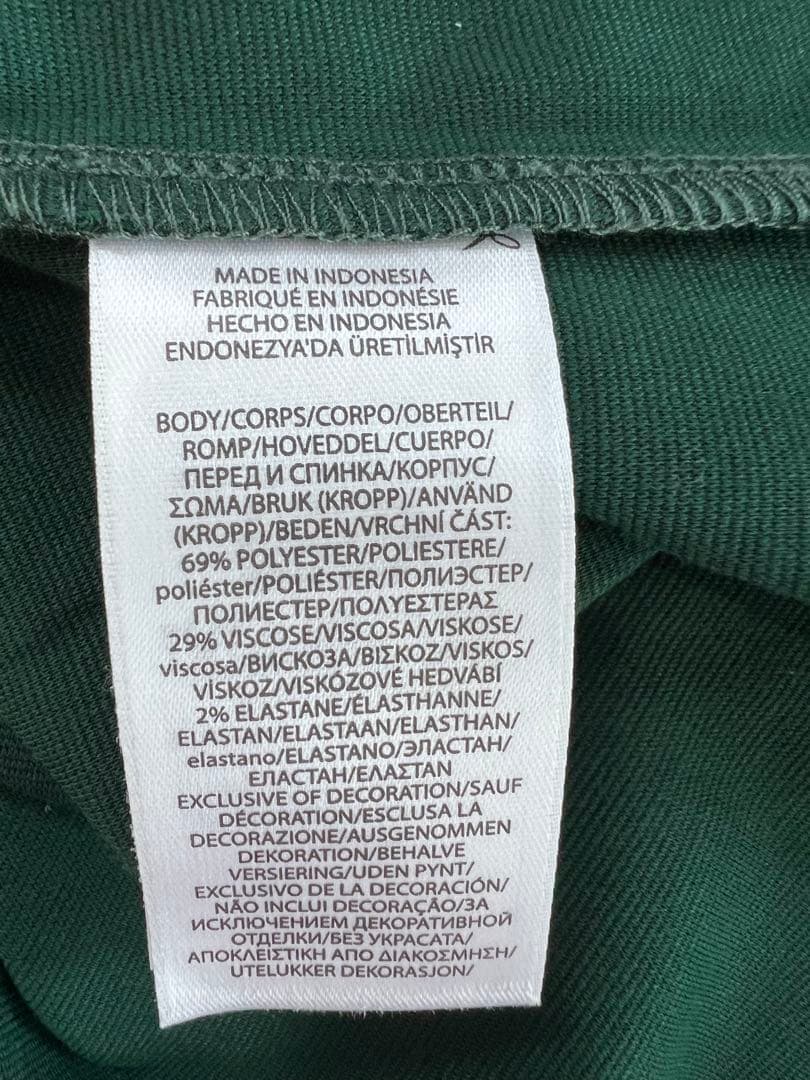 MADE IN INDONESIA
FABRIQUÉ EN INDONÉSIE
HECHO EN INDONESIA
ENDONEZYA'DA ÜRETİLMİŞTİR
BODY/CORPS/CORPO/OBERTEIL/
ROMP/HOVEDDEL/CUERPO/
ПЕРЕД И СПИНКА/КОРПУС/
ΣΩΜΑ/BRUK (KROPP)/ANVÄND
(KROPP)/BEDEN/VRCHNÍ ČÁST:
69% POLYESTER/POLIESTERE/
poliéster/POLIÉSTER/ПОЛИЭСТЕР/
ПОЛИЕСТЕР/ΠΟΛΥΕΣΤΕΡΑΣ
29% VISCOSE/VISCOSA/VISKOSE/
viscosa/ВИСКОЗА/ΒΙΣΚΟΖ/VISKOS/
VİSKOZ/VISKÓZOVÉ HEDVÁBÍ
2% ELASTANE/ÉLASTHANNE/
ELASTAN/ELASTAAN/ELASTHAN/
elastano/ELASTANO/ЭЛАСТАН/
ЕЛАСТАН/ΕΛΑΣΤΑΝ
EXCLUSIVE OF DECORATION/SAUF
DÉCORATION/ESCLUSA LA
DECORAZIONE/AUSGENOMMEN
DEKORATION/BEHALVE
VERSIERING/UDEN PYNT/
EXCLUSIVO DE LA DECORACIÓN/
NÃO INCLUI DECORAÇÃO/ЗА
ИСКЛЮЧЕНИЕМ ДЕКОРАТИВНОЙ
ОТДЕЛКИ/БЕЗ УКРАСАТА/
ΑΠΟΚΛΕΙΣΤΙΚΗ ΑΠΟ ΔΙΑΚΟΣΜΗΣΗ/
UTELUKKER DEKORASJON/